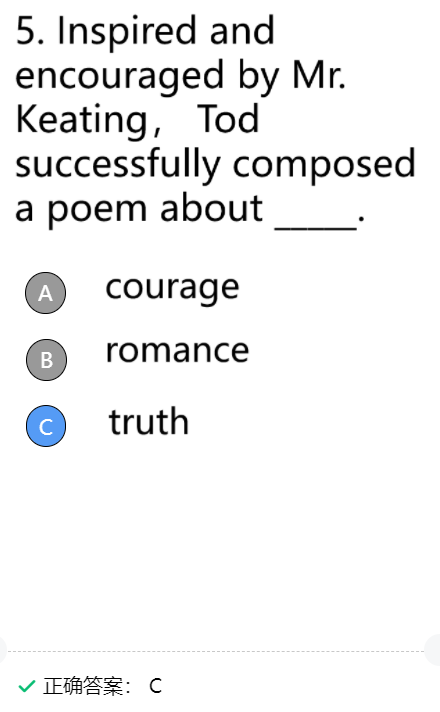 5. Inspired and
encouraged by Mr.
Keating， Tod
successfully composed
a poem about _____.
A courage
B romance
C truth
正确答案： C